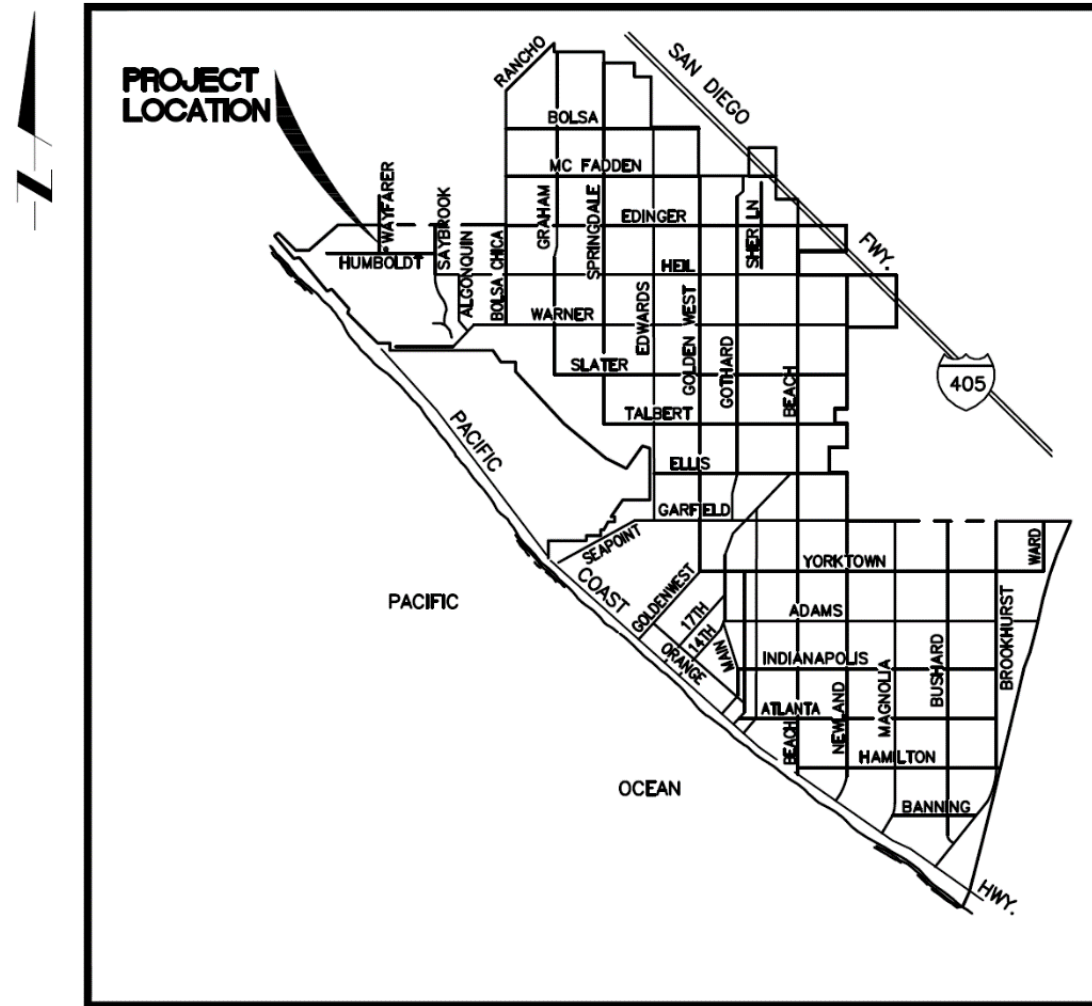 N
PROJECT
LOCATION
RANCHO
SAN DIEGO
FWY.
405
BOLSA
MC FADDEN
WAYFARER
SAYBROOK
ALGONQUIN
BOLSA CHICA
GRAHAM
SPRINGDALE
EDINGER
SHER LN
HUMBOLDT
HEIL
WARNER
EDWARDS
GOLDEN WEST
GOTHARD
BEACH
SLATER
TALBERT
ELLIS
GARFIELD
PACIFIC
COAST
HWY.
SEAPOINT
GOLDENWEST
17TH
14TH
MAIN
ORANGE
YORKTOWN
WARD
ADAMS
INDIANAPOLIS
ATLANTA
BEACH
NEWLAND
MAGNOLIA
BUSHARD
BROOKHURST
HAMILTON
BANNING
PACIFIC
OCEAN